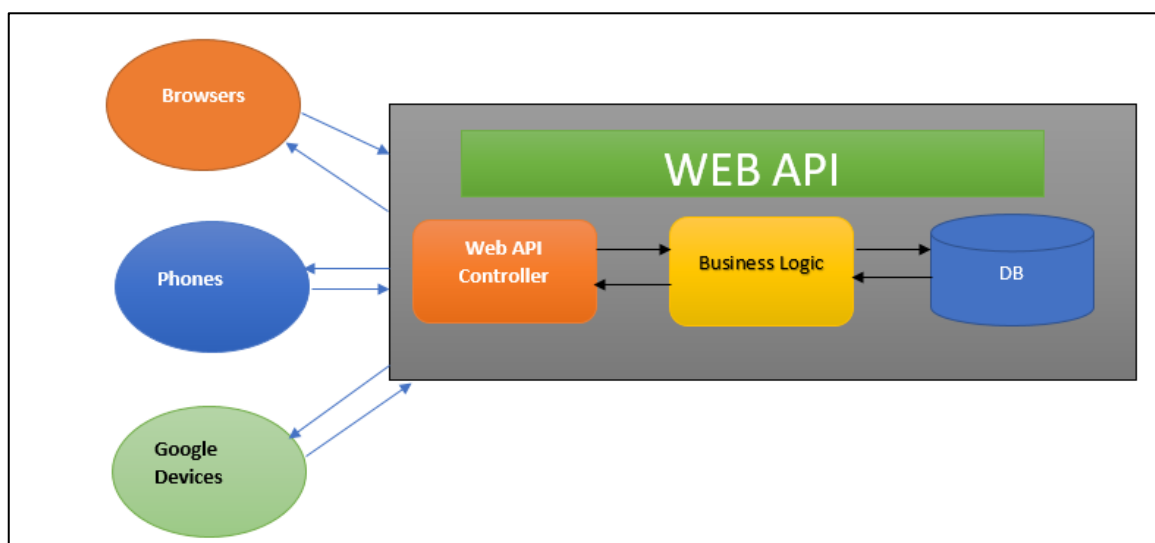 Browsers
WEB API
Web API
Controller
Business Logic
DB
Phones
Google
Devices